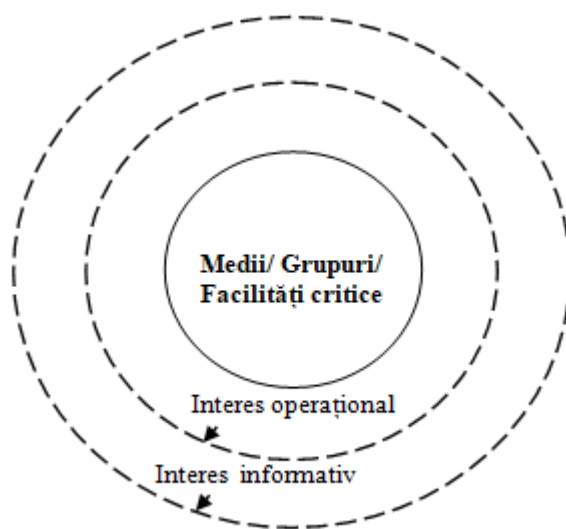 Medii/ Grupuri/
Facilități critice
Interes operațional
Interes informativ